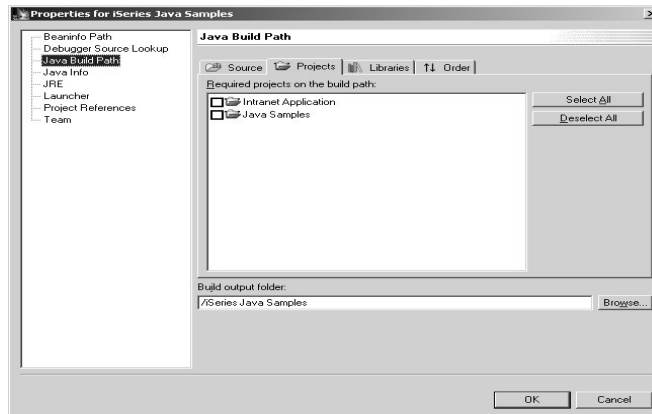 Properties for iSeries Java Samples
Beaninfo Path
Debugger Source Lookup
Java Build Path
Java Info
JRE
Launcher
Project References
Team
Java Build Path
Source Projects Libraries Order
Required projects on the build path:
Intranet Application
Java Samples
Select All
Deselect All
Build output folder:
/iSeries Java Samples
Browse...
OK Cancel